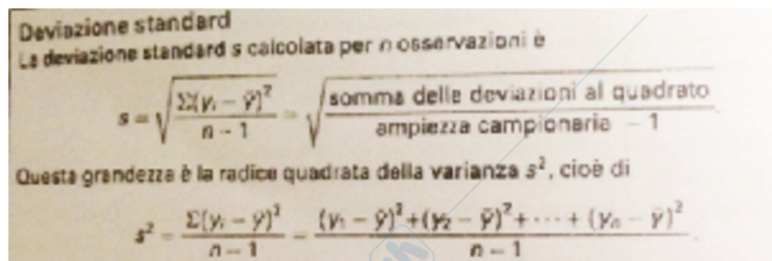 Deviazione standard
La deviazione standard s calcolata per n osservazioni è
s = √(Σ(yᵢ − ȳ)² / (n − 1)) = √(somma delle deviazioni al quadrato / (ampiezza campionaria − 1))
Questa grandezza è la radice quadrata della varianza s², cioè di
s² = Σ(yᵢ − ȳ)² / (n − 1) = ((y₁ − ȳ)² + (y₂ − ȳ)² + ··· + (yₙ − ȳ)²) / (n − 1)